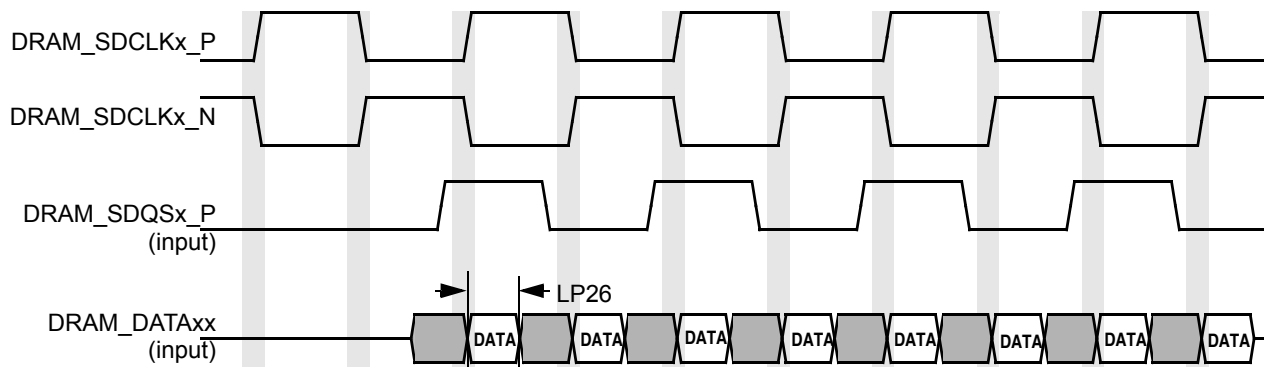 DRAM_SDCLKx_P
DRAM_SDCLKx_N
DRAM_SDQSx_P
(input)
LP26
DRAM_DATAxx
(input)
DATA DATA DATA DATA DATA DATA DATA DATA